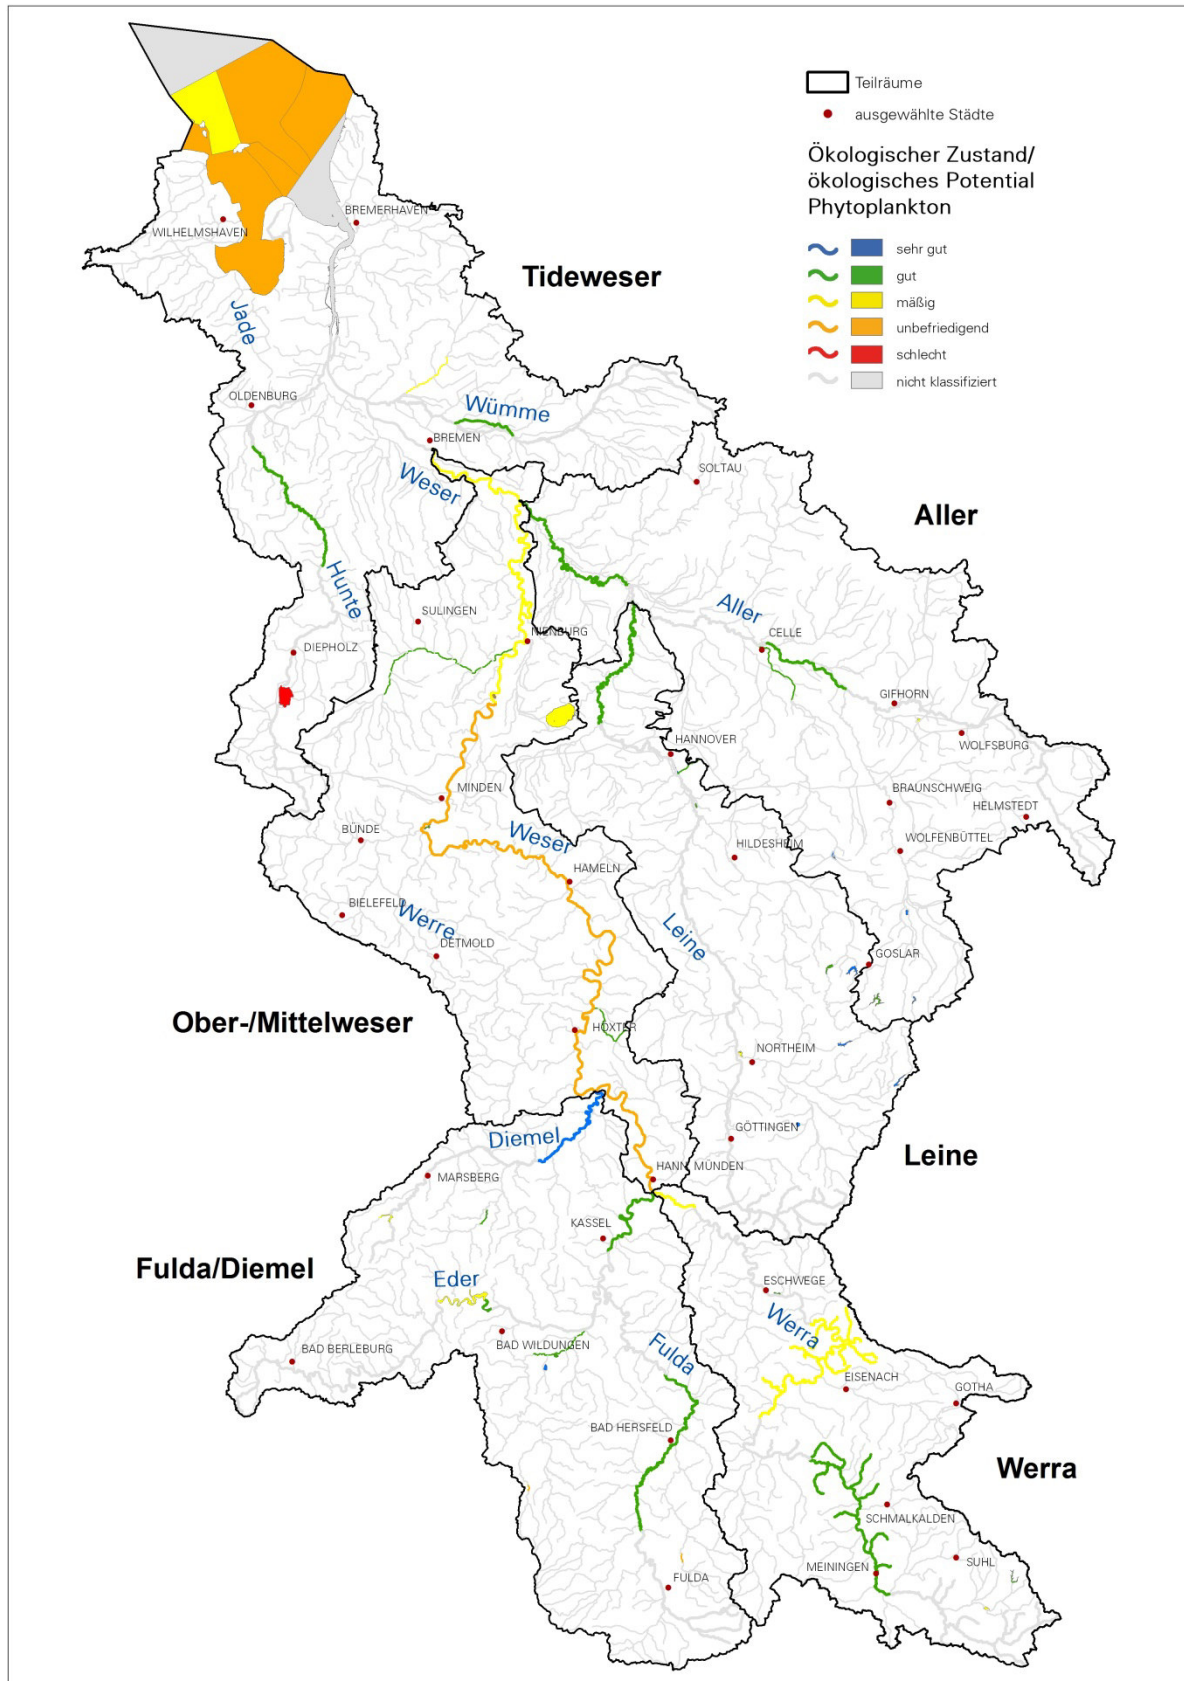 Teilräume
ausgewählte Städte
Ökologischer Zustand/
ökologisches Potential
Phytoplankton
sehr gut
gut
mäßig
unbefriedigend
schlecht
nicht klassifiziert
BREMERHAVEN
WILHELMSHAVEN
Tideweser
Jade
OLDENBURG
Wümme
BREMEN
Weser
SOLTAU
Aller
Hunte
Aller
SULINGEN
NIENBURG
CELLE
DIEPHOLZ
GIFHORN
HANNOVER
WOLFSBURG
MINDEN
BRAUNSCHWEIG
HELMSTEDT
BÜNDE
Weser
HILDESHEIM
WOLFENBÜTTEL
HAMELN
BIELEFELD
Werre
Leine
DETMOLD
GOSLAR
Ober-/Mittelweser
HÖXTER
NORTHEIM
Diemel
GÖTTINGEN
Leine
MARSBERG
HANN. MÜNDEN
KASSEL
Fulda/Diemel
Eder
ESCHWEGE
Werra
BAD WILDUNGEN
BAD BERLEBURG
Fulda
EISENACH
GOTHA
BAD HERSFELD
Werra
SCHMALKALDEN
SUHL
MEININGEN
FULDA